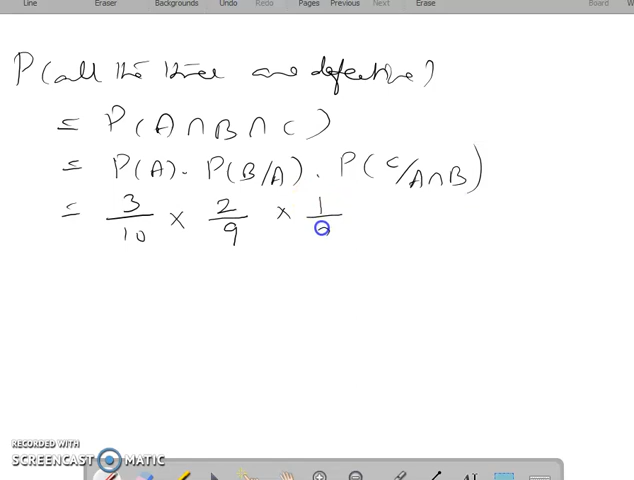 Line Eraser Backgrounds Undo Redo Pages Previous Next Erase Board
P(all the three are defective)
= P(A∩B∩C)
= P(A). P(B/A). P(C/A∩B)
= 3/10 × 2/9 × 1/
RECORDED WITH
SCREENCAST MATIC